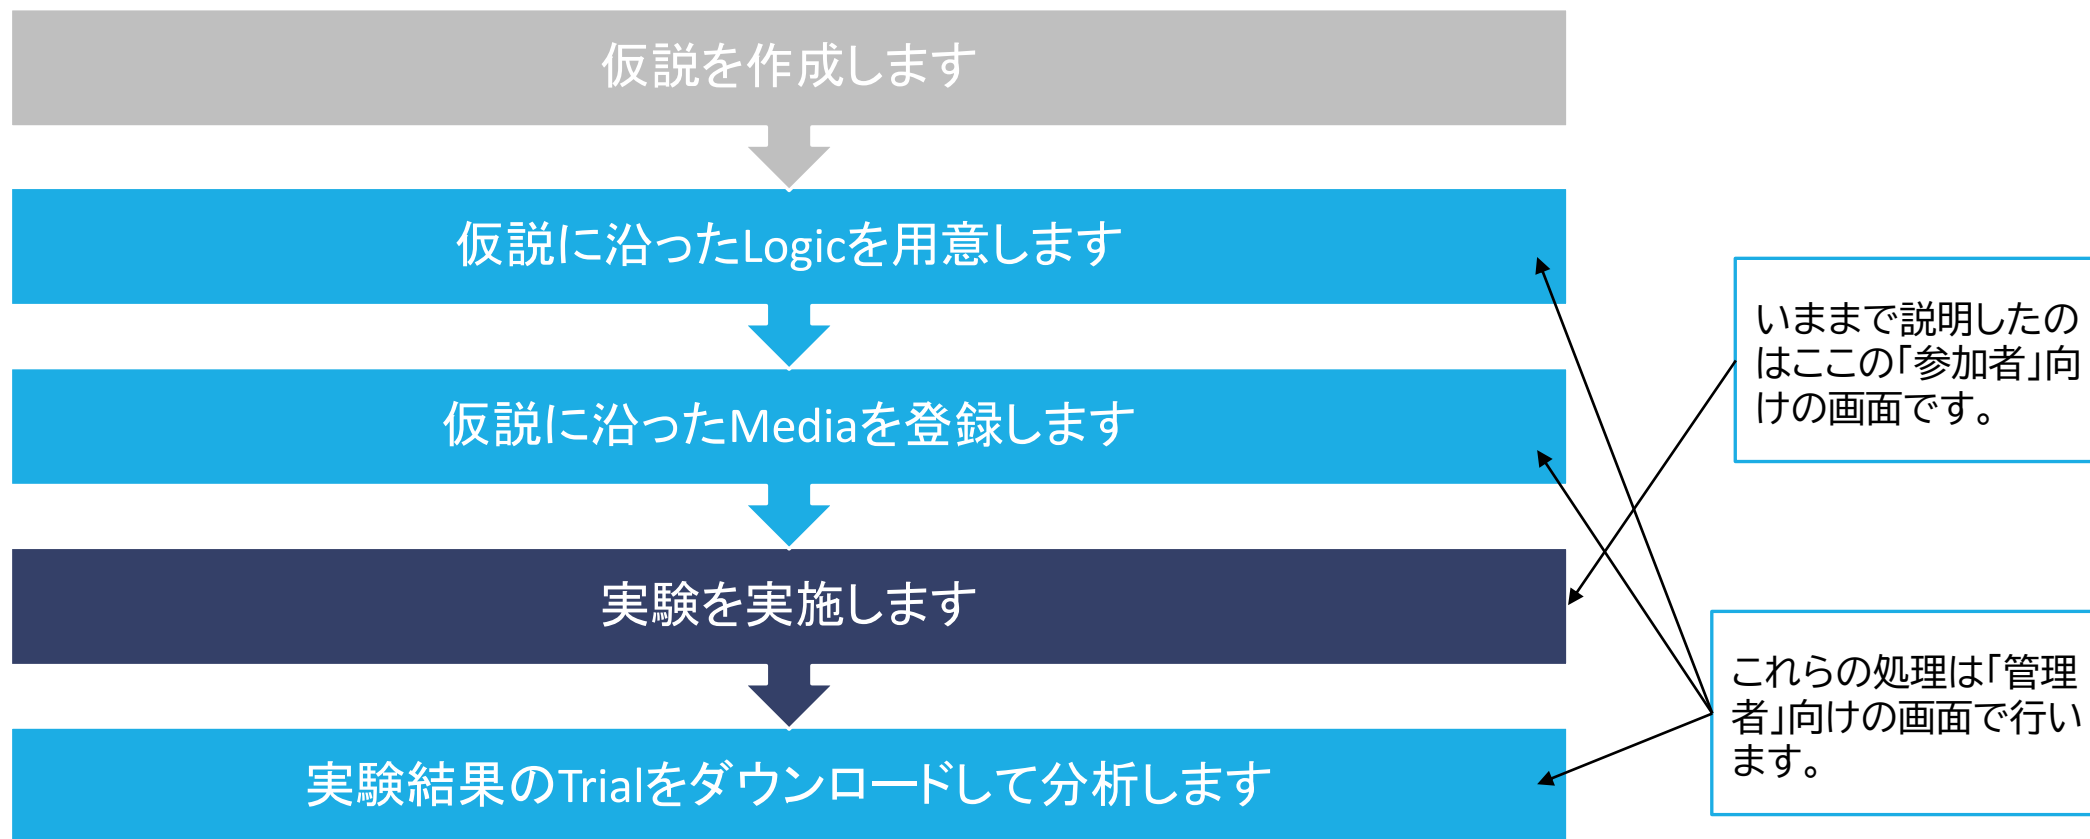 仮説を作成します
仮説に沿ったLogicを用意します
仮説に沿ったMediaを登録します
実験を実施します
実験結果のTrialをダウンロードして分析します
いままで説明したの
はここの「参加者」向
けの画面です。
これらの処理は「管理
者」向けの画面で行い
ます。